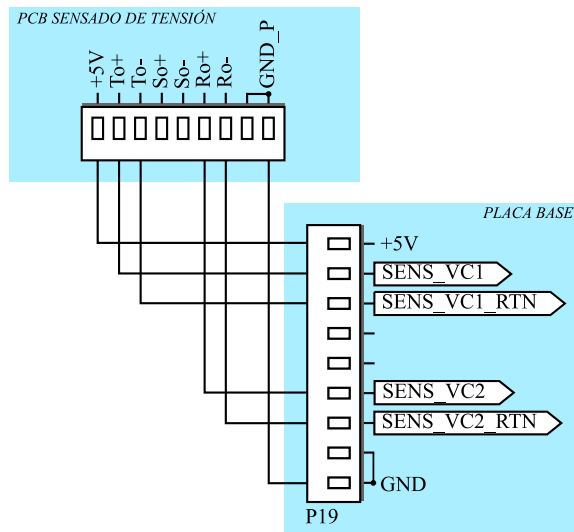 PCB SENSADO DE TENSIÓN
+5V
To+
To-
So+
So-
Ro+
Ro-
GND_P
PLACA BASE
+5V
SENS_VC1
SENS_VC1_RTN
SENS_VC2
SENS_VC2_RTN
GND
P19